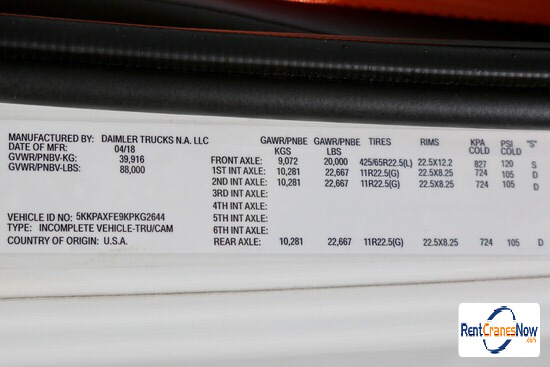 MANUFACTURED BY: DAIMLER TRUCKS N.A. LLC
DATE OF MFR: 04/18
GVWR/PNBV-KG: 39,916
GVWR/PNBV-LBS: 88,000
VEHICLE ID NO: 5KKPAXFE9KPKG2644
TYPE: INCOMPLETE VEHICLE-TRU/CAM
COUNTRY OF ORIGIN: U.S.A.
GAWR/PNBE KGS GAWR/PNBE LBS TIRES RIMS KPA COLD PSI COLD "S"
FRONT AXLE: 9,072 20,000 425/65R22.5(L) 22.5X12.2 827 120 S
1ST INT AXLE: 10,281 22,667 11R22.5(G) 22.5X8.25 724 105 D
2ND INT AXLE: 10,281 22,667 11R22.5(G) 22.5X8.25 724 105 D
3RD INT AXLE:
4TH INT AXLE:
5TH INT AXLE:
6TH INT AXLE:
REAR AXLE: 10,281 22,667 11R22.5(G) 22.5X8.25 724 105 D
RentCranesNow
.com